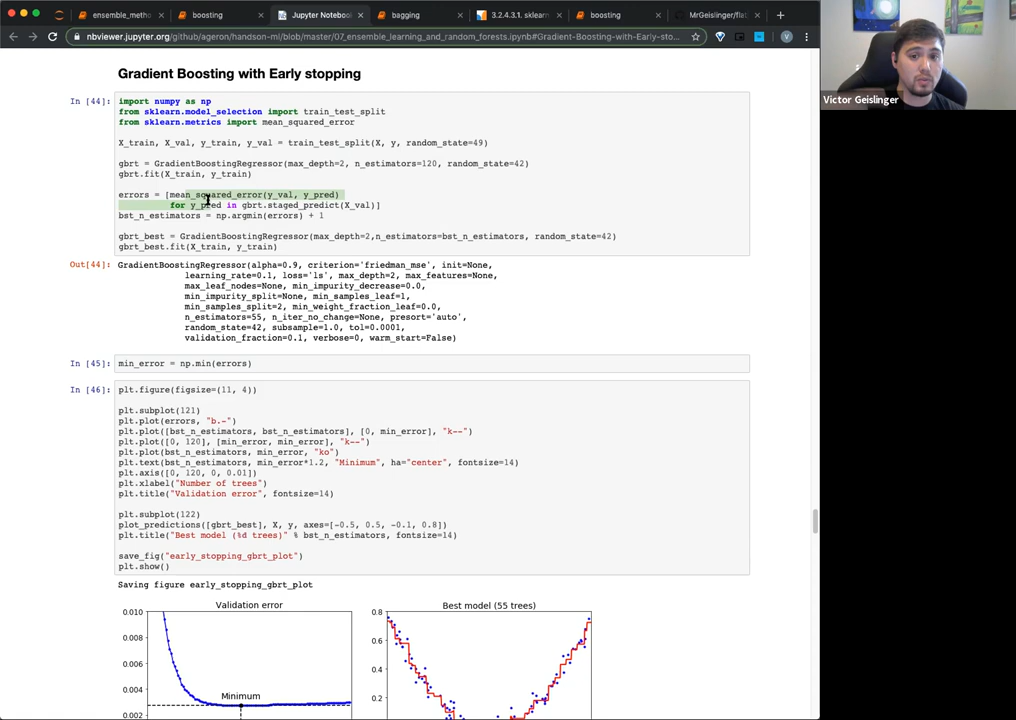 ensemble_metho
boosting
Jupyter Notebook
bagging
3.2.4.3.1. sklearn
boosting
MrGeislinger/flat
nbviewer.jupyter.org/github/ageron/handson-ml/blob/master/07_ensemble_learning_and_random_forests.ipynb#Gradient-Boosting-with-Early-sto...
V
Victor Geislinger
Gradient Boosting with Early stopping
In [44]:
import numpy as np
from sklearn.model_selection import train_test_split
from sklearn.metrics import mean_squared_error
X_train, X_val, y_train, y_val = train_test_split(X, y, random_state=49)
gbrt = GradientBoostingRegressor(max_depth=2, n_estimators=120, random_state=42)
gbrt.fit(X_train, y_train)
errors = [mean_squared_error(y_val, y_pred)
for y_pred in gbrt.staged_predict(X_val)]
bst_n_estimators = np.argmin(errors) + 1
gbrt_best = GradientBoostingRegressor(max_depth=2,n_estimators=bst_n_estimators, random_state=42)
gbrt_best.fit(X_train, y_train)
Out[44]:
GradientBoostingRegressor(alpha=0.9, criterion='friedman_mse', init=None,
learning_rate=0.1, loss='ls', max_depth=2, max_features=None,
max_leaf_nodes=None, min_impurity_decrease=0.0,
min_impurity_split=None, min_samples_leaf=1,
min_samples_split=2, min_weight_fraction_leaf=0.0,
n_estimators=55, n_iter_no_change=None, presort='auto',
random_state=42, subsample=1.0, tol=0.0001,
validation_fraction=0.1, verbose=0, warm_start=False)
In [45]:
min_error = np.min(errors)
In [46]:
plt.figure(figsize=(11, 4))
plt.subplot(121)
plt.plot(errors, "b.-")
plt.plot([bst_n_estimators, bst_n_estimators], [0, min_error], "k--")
plt.plot([0, 120], [min_error, min_error], "k--")
plt.plot(bst_n_estimators, min_error, "ko")
plt.text(bst_n_estimators, min_error*1.2, "Minimum", ha="center", fontsize=14)
plt.axis([0, 120, 0, 0.01])
plt.xlabel("Number of trees")
plt.title("Validation error", fontsize=14)
plt.subplot(122)
plot_predictions([gbrt_best], X, y, axes=[-0.5, 0.5, -0.1, 0.8])
plt.title("Best model (%d trees)" % bst_n_estimators, fontsize=14)
save_fig("early_stopping_gbrt_plot")
plt.show()
Saving figure early_stopping_gbrt_plot
Validation error
0.010
0.008
0.006
0.004
0.002
Minimum
Best model (55 trees)
0.8
0.6
0.4
0.2